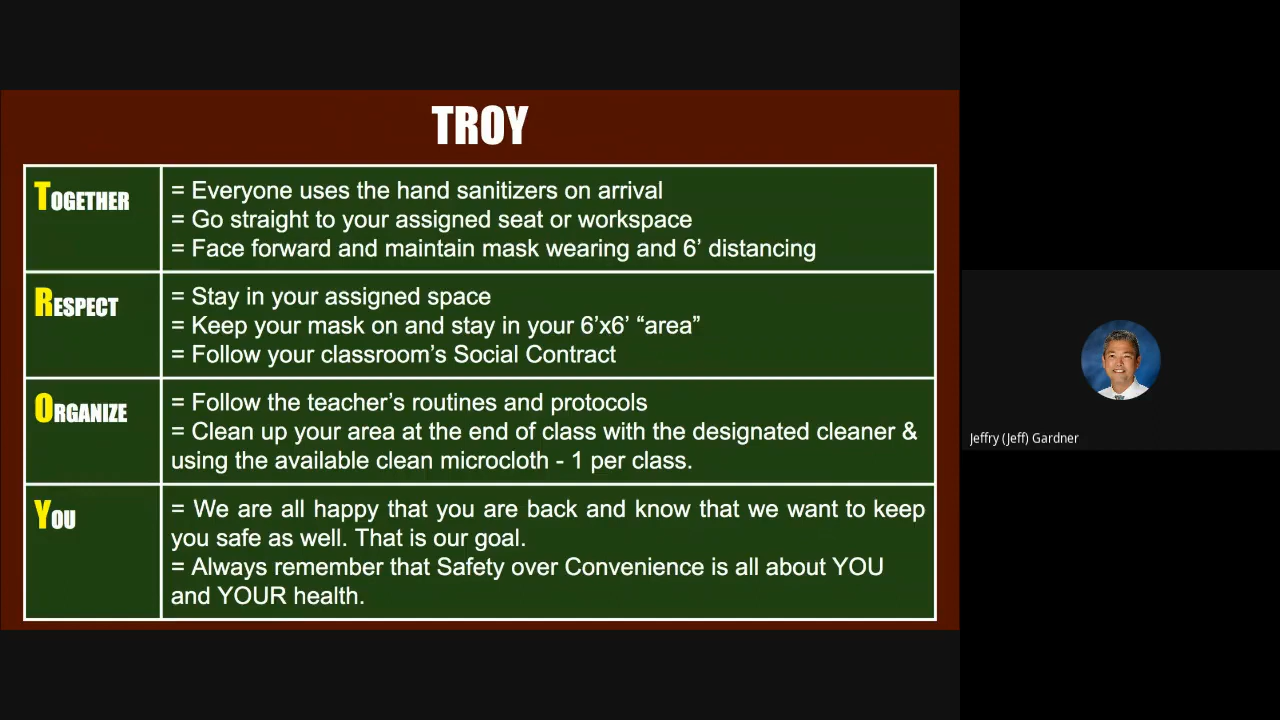 TROY
TOGETHER
= Everyone uses the hand sanitizers on arrival
= Go straight to your assigned seat or workspace
= Face forward and maintain mask wearing and 6’ distancing
RESPECT
= Stay in your assigned space
= Keep your mask on and stay in your 6’x6’ “area”
= Follow your classroom’s Social Contract
ORGANIZE
= Follow the teacher’s routines and protocols
= Clean up your area at the end of class with the designated cleaner &
using the available clean microcloth - 1 per class.
YOU
= We are all happy that you are back and know that we want to keep
you safe as well. That is our goal.
= Always remember that Safety over Convenience is all about YOU
and YOUR health.
Jeffry (Jeff) Gardner